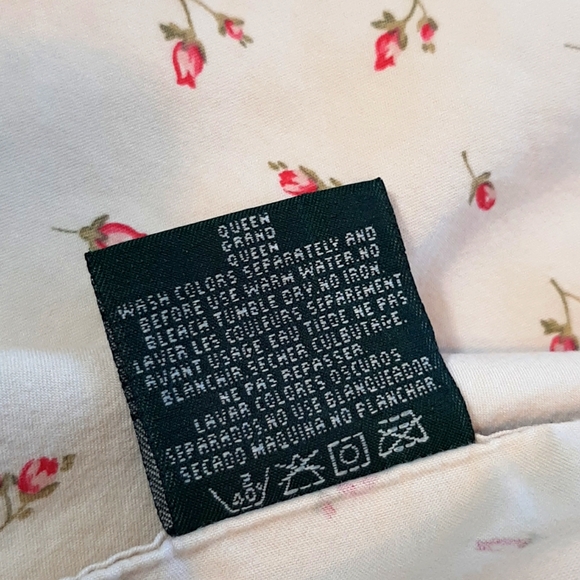 QUEEN
GRAND
QUEEN
WASH COLORS SEPARATELY AND
BEFORE USE.WARM WATER.NO
BLEACH.TUMBLE DRY.NO IRON.
LAVER LES COULEURS SEPAREMENT
AVANT USAGE EAU TIEDE NE PAS
BLANCHIR.SECHER CULBUTAGE.
NE PAS REPASSER.
LAVAR COLORES OSCUROS
SEPARADOS NO USE BLANQUEADOR.
SECADO MAQUINA NO PLANCHAR.
40